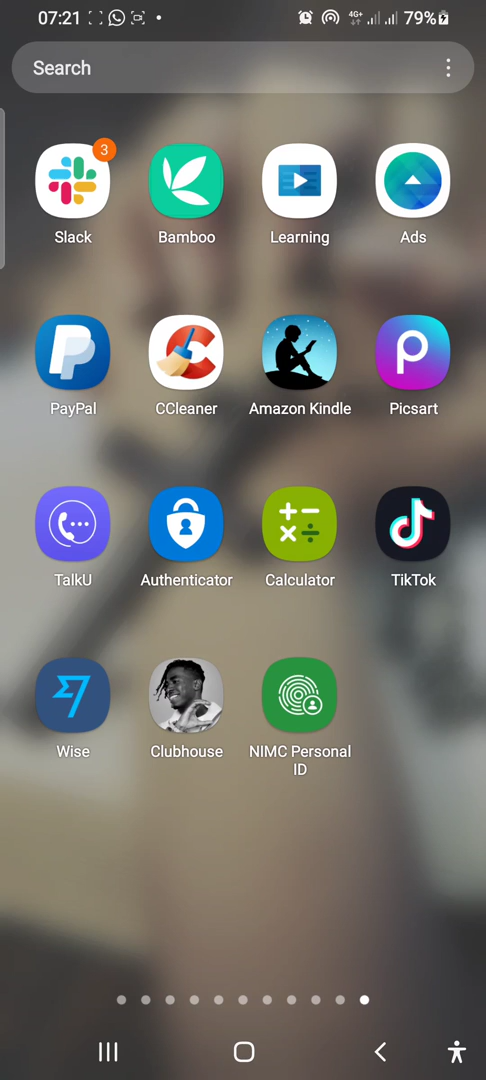 07:21
4G+
79%
Search
3
Slack
Bamboo
Learning
Ads
PayPal
CCleaner
Amazon Kindle
Picsart
TalkU
Authenticator
Calculator
TikTok
Wise
Clubhouse
NIMC Personal
ID